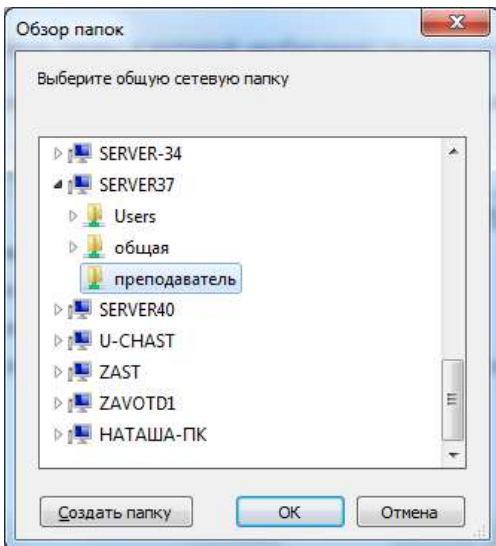 Обзор папок
Выберите общую сетевую папку
SERVER-34
SERVER37
Users
общая
преподаватель
SERVER40
U-CHAST
ZAST
ZAVOTD1
НАТАША-ПК
Создать папку
ОК
Отмена